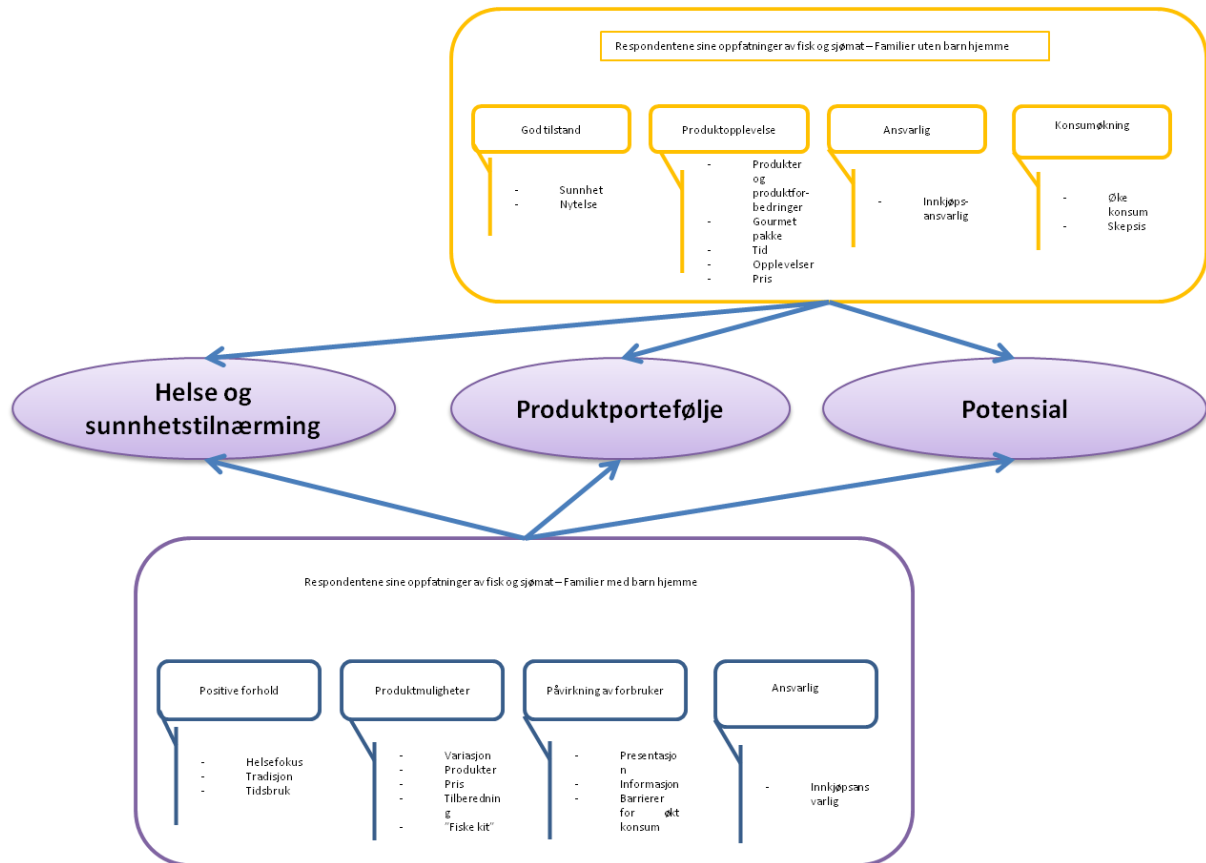 Respondentene sine oppfatninger av fisk og sjømat – Familier uten barn hjemme
God tilstand
- Sunnhet
- Nytelse
Produktopplevelse
- Produkter
og
produktfor-
bedringer
- Gourmet
pakke
- Tid
- Opplevelser
- Pris
Ansvarlig
- Innkjøps-
ansvarlig
Konsumøkning
- Øke
konsum
- Skepsis
Helse og
sunnhetstilnærming
Produktportefølje
Potensial
Respondentene sine oppfatninger av fisk og sjømat – Familier med barn hjemme
Positive forhold
- Helsefokus
- Tradisjon
- Tidsbruk
Produktmuligheter
- Variasjon
- Produkter
- Pris
- Tilberednin
g
- "Fiske kit"
Påvirkning av forbruker
- Presentasjo
n
- Informasjon
- Barrierer
for økt
konsum
Ansvarlig
- Innkjøpsans
varlig